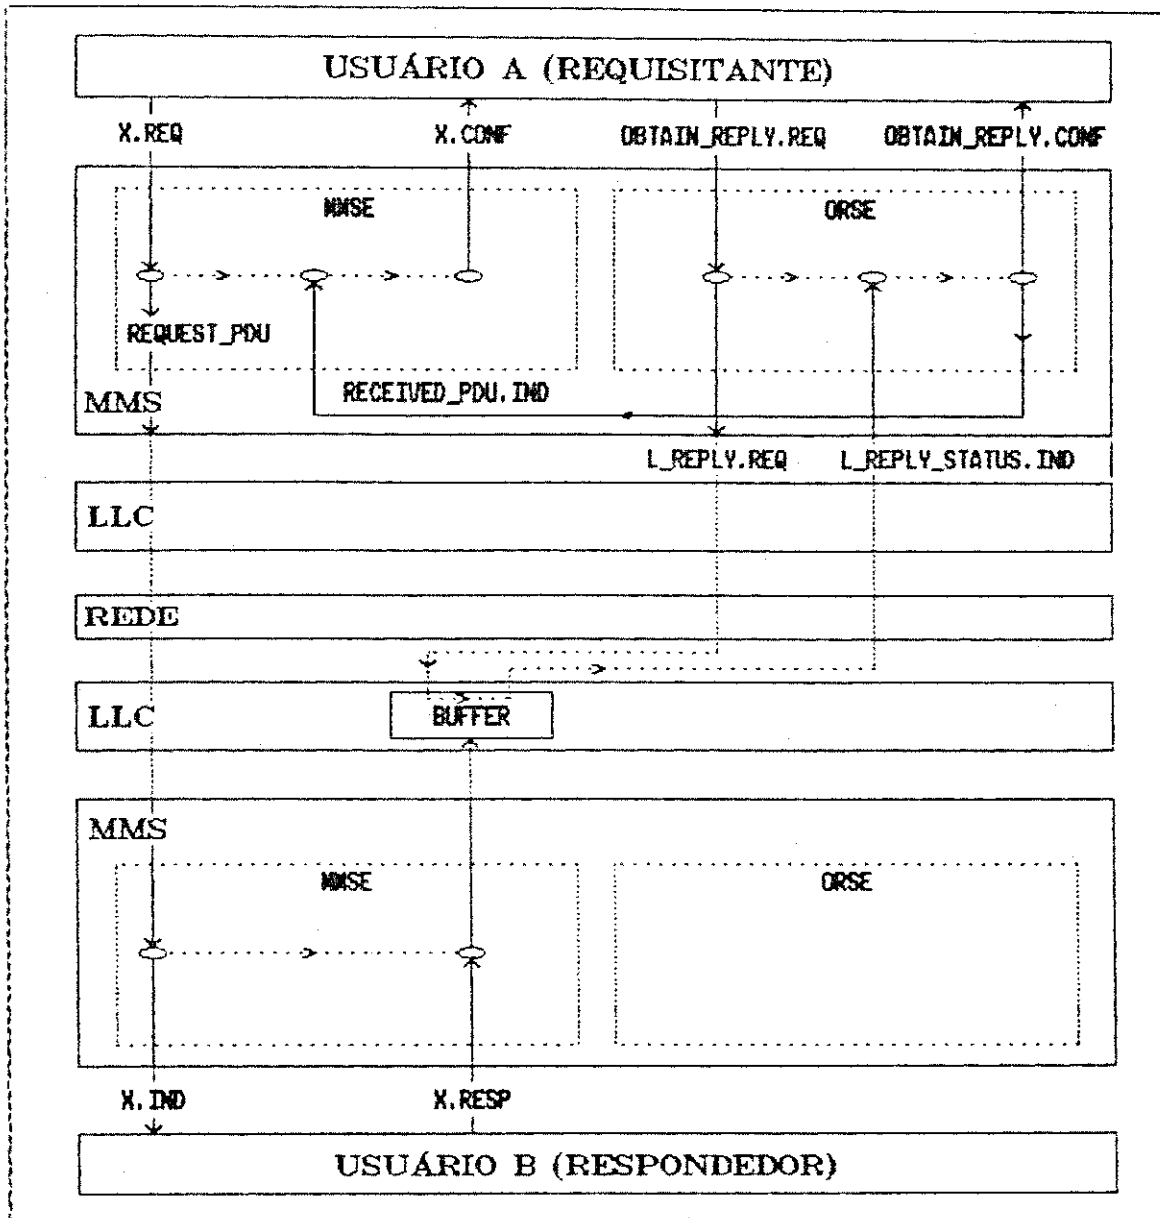 USUÁRIO A (REQUISITANTE)
X.REQ X.CONF OBTAIN_REPLY.REQ OBTAIN_REPLY.CONF
MMSE ORSE
REQUEST_PDU
RECEIVED_PDU.IND
MMS
L_REPLY.REQ L_REPLY_STATUS.IND
LLC
REDE
LLC BUFFER
MMS
MMSE ORSE
X.IND X.RESP
USUÁRIO B (RESPONDEDOR)